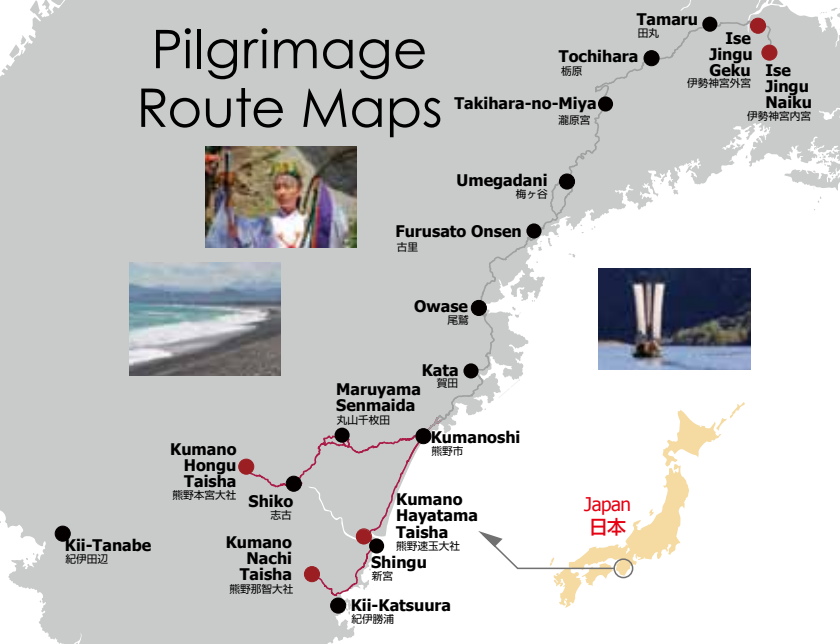 Pilgrimage
Route Maps
Tamaru
田丸
Ise
Jingu
Geku
伊勢神宮外宮
Ise
Jingu
Naiku
伊勢神宮内宮
Tochihara
栃原
Takihara-no-Miya
瀧原宮
Umegadani
梅ヶ谷
Furusato Onsen
古里
Owase
尾鷲
Kata
賀田
Maruyama
Senmaida
丸山千枚田
Kumanoshi
熊野市
Kumano
Hongu
Taisha
熊野本宮大社
Shiko
志古
Kumano
Hayatama
Taisha
熊野速玉大社
Shingu
新宮
Kii-Tanabe
紀伊田辺
Kumano
Nachi
Taisha
熊野那智大社
Kii-Katsuura
紀伊勝浦
Japan
日本